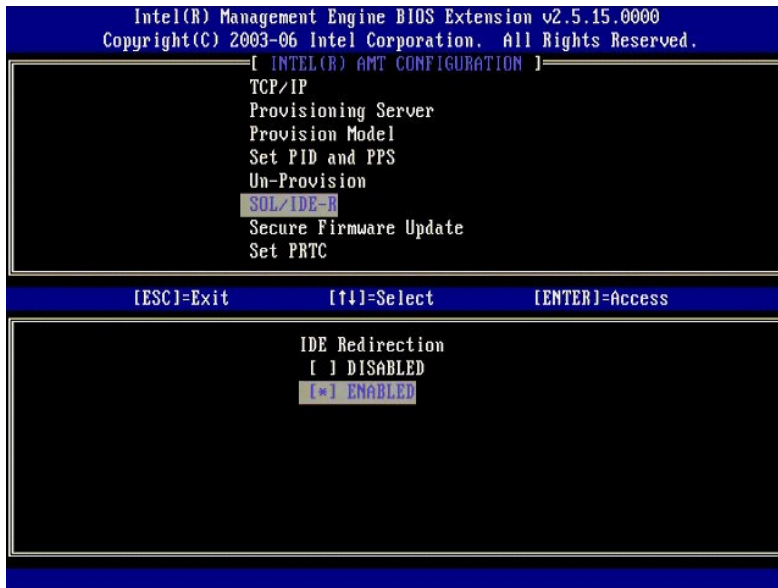 Intel(R) Management Engine BIOS Extension v2.5.15.0000
Copyright(C) 2003-06 Intel Corporation. All Rights Reserved.
[ INTEL(R) AMT CONFIGURATION ]
TCP/IP
Provisioning Server
Provision Model
Set PID and PPS
Un-Provision
SOL/IDE-R
Secure Firmware Update
Set PRTC
[ESC]=Exit [↑↓]=Select [ENTER]=Access
IDE Redirection
[ ] DISABLED
[*] ENABLED